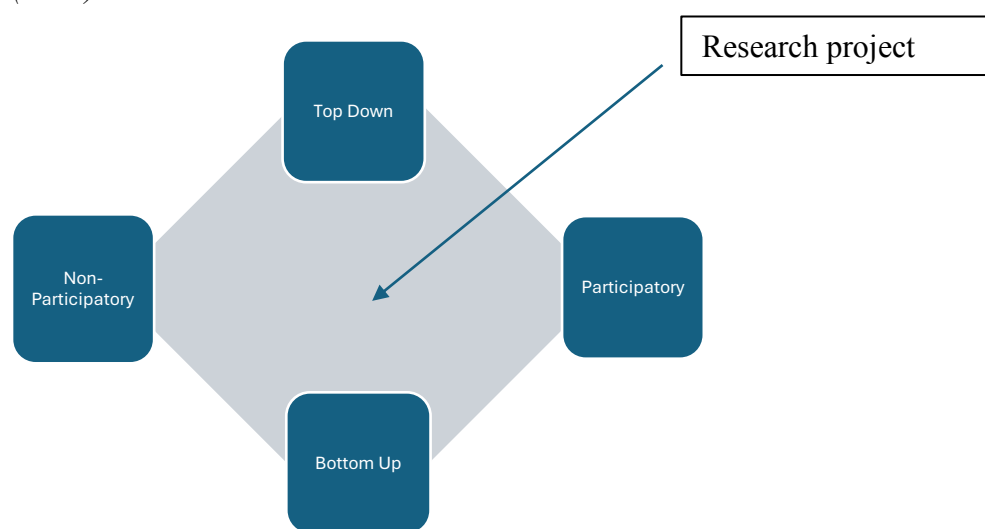 Research project
Top Down
Non-
Participatory
Participatory
Bottom Up